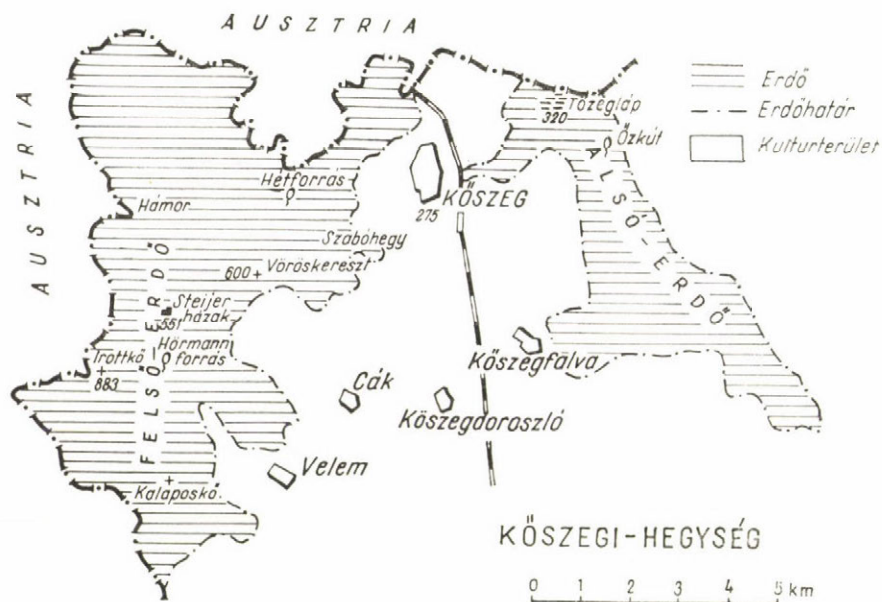 AUSZTRIA
AUSZTRIA
Erdő
Erdőhatár
Kulturterület
Tőzegláp
320
Őzkút
Hétforrás
KŐSZEG
275
Hámor
Szabóhegy
ALSÓ-ERDŐ
600 + Vöröskereszt
Steijer
házak
551
Hörmann
forrás
Trottkő
+
883
FELSŐ-ERDŐ
Kőszegfalva
Cák
Kőszegdoroszló
Velem
+
Kalaposkő
KŐSZEGI-HEGYSÉG
0 1 2 3 4 5 km